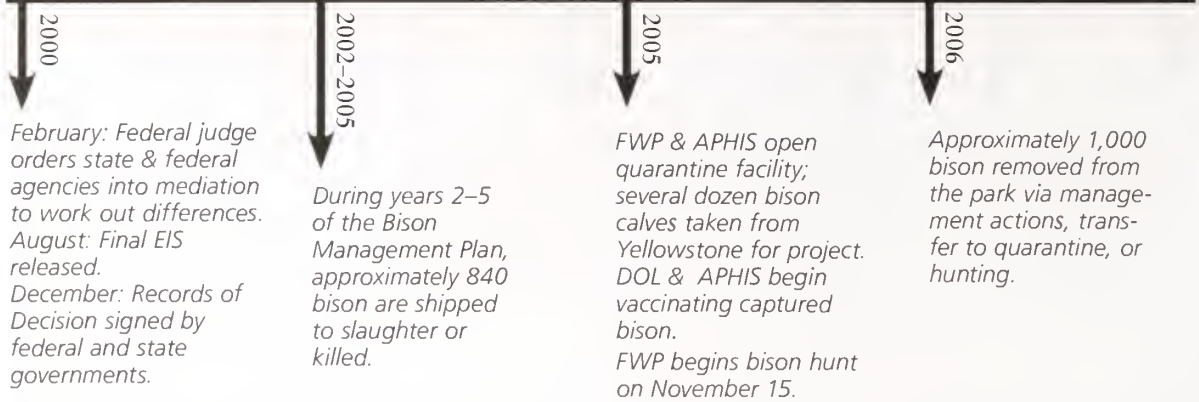 2000
February: Federal judge
orders state & federal
agencies into mediation
to work out differences.
August: Final EIS
released.
December: Records of
Decision signed by
federal and state
governments.
2002–2005
During years 2–5
of the Bison
Management Plan,
approximately 840
bison are shipped
to slaughter or
killed.
2005
FWP & APHIS open
quarantine facility;
several dozen bison
calves taken from
Yellowstone for project.
DOL & APHIS begin
vaccinating captured
bison.
FWP begins bison hunt
on November 15.
2006
Approximately 1,000
bison removed from
the park via manage-
ment actions, trans-
fer to quarantine, or
hunting.